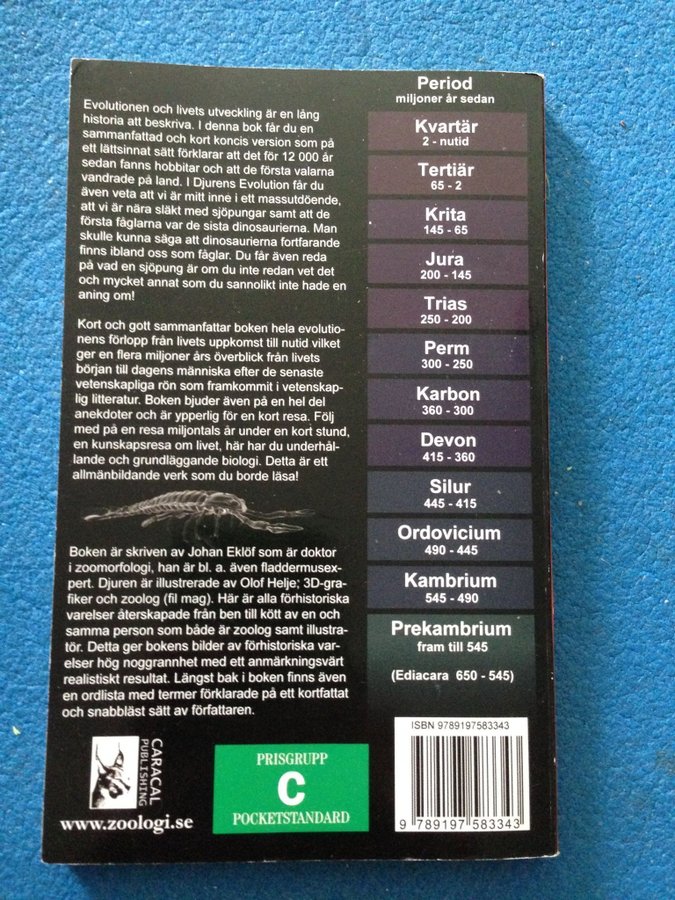 Evolutionen och livets utveckling är en lång
historia att beskriva. I denna bok får du en
sammanfattad och kort koncis version som på
ett lättsinnat sätt förklarar att det för 12 000 år
sedan fanns hobbitar och att de första valarna
vandrade på land. I Djurens Evolution får du
även veta att vi är mitt inne i ett massutdöende,
att vi är nära släkt med sjöpungar samt att de
första fåglarna var de sista dinosaurierna. Man
skulle kunna säga att dinosaurierna fortfarande
finns ibland oss som fåglar. Du får även reda
på vad en sjöpung är om du inte redan vet det
och mycket annat som du sannolikt inte hade en
aning om!
Kort och gott sammanfattar boken hela evolutio-
nens förlopp från livets uppkomst till nutid vilket
ger en flera miljoner års överblick från livets
början till dagens människa efter de senaste
vetenskapliga rön som framkommit i vetenskap-
lig litteratur. Boken bjuder även på en hel del
anekdoter och är ypperlig för en kort resa. Följ
med på en resa miljontals år under en kort stund,
en kunskapsresa om livet, här har du underhål-
lande och grundläggande biologi. Detta är ett
allmänbildande verk som du borde läsa!
Boken är skriven av Johan Eklöf som är doktor
i zoomorfologi, han är bl. a. även fladdermusex-
pert. Djuren är illustrerade av Olof Helje; 3D-gra-
fiker och zoolog (fil mag). Här är alla förhistoriska
varelser återskapade från ben till kött av en och
samma person som både är zoolog samt illustra-
tör. Detta ger bokens bilder av förhistoriska var-
elser hög noggrannhet med ett anmärkningsvärt
realistiskt resultat. Längst bak i boken finns även
en ordlista med termer förklarade på ett kortfattat
och snabbläst sätt av författaren.
Period
miljoner år sedan
Kvartär
2 - nutid
Tertiär
65 - 2
Krita
145 - 65
Jura
200 - 145
Trias
250 - 200
Perm
300 - 250
Karbon
360 - 300
Devon
415 - 360
Silur
445 - 415
Ordovicium
490 - 445
Kambrium
545 - 490
Prekambrium
fram till 545
(Ediacara 650 - 545)
CARACAL
PUBLISHING
www.zoologi.se
PRISGRUPP
C
POCKETSTANDARD
ISBN 9789197583343
9 789197 583343